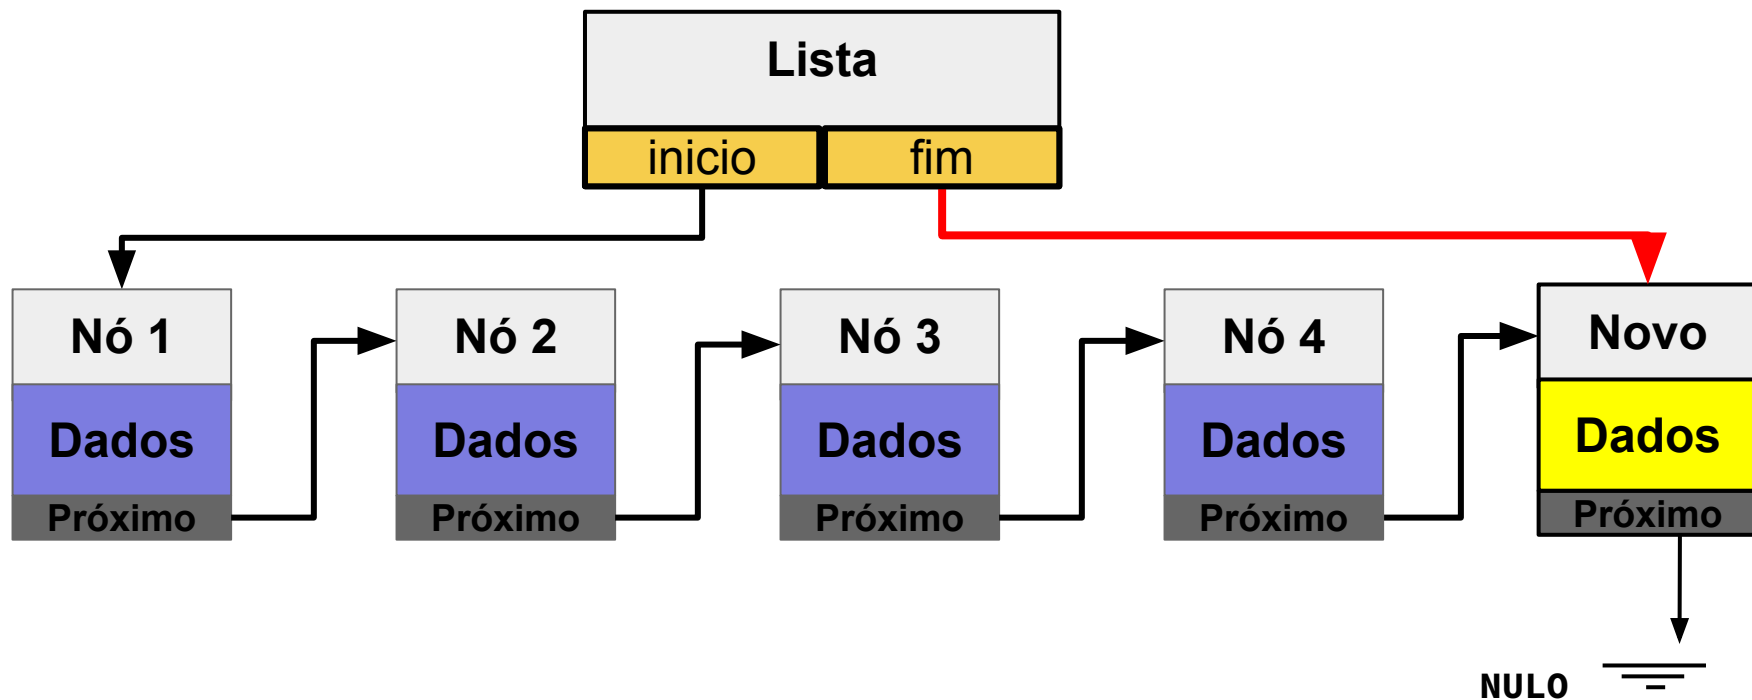 Lista
inicio fim
Nó 1 Nó 2 Nó 3 Nó 4 Novo
Dados Dados Dados Dados Dados
Próximo Próximo Próximo Próximo Próximo
NULO